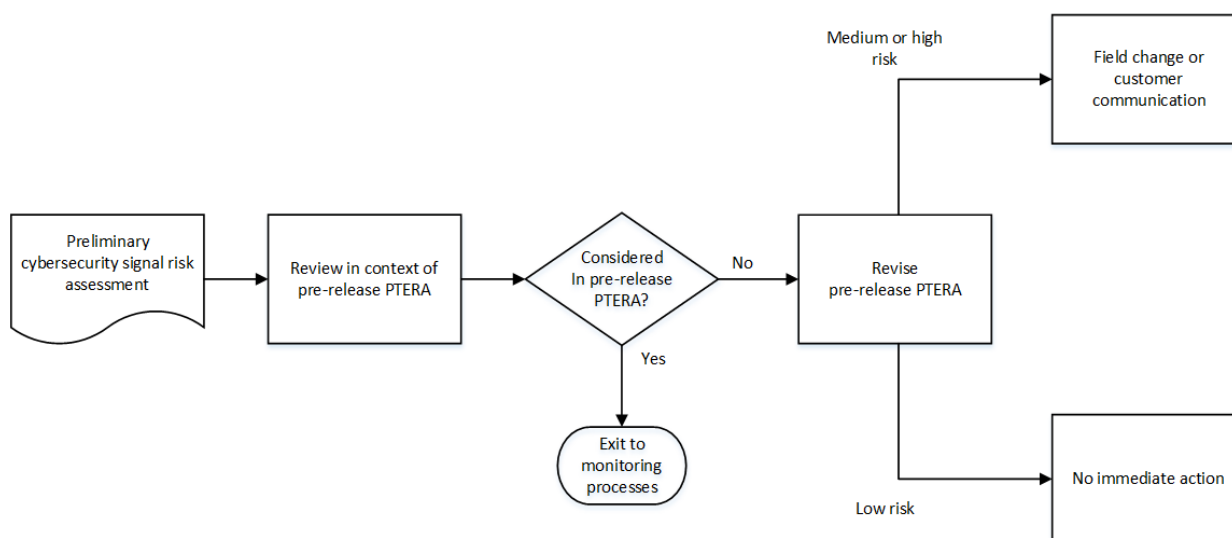 Preliminary
cybersecurity signal risk
assessment
Review in context of
pre-release PTERA
Considered
In pre-release
PTERA?
No
Yes
Exit to
monitoring
processes
Revise
pre-release PTERA
Medium or high
risk
Field change or
customer
communication
Low risk
No immediate action